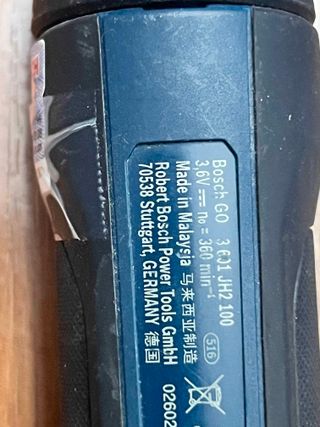 Bosch GO 3 601 JH2 100
3,6V⎓ n₀ = 360 min⁻¹ 516
Made in Malaysia 马来西亚制造
Robert Bosch Power Tools GmbH
70538 Stuttgart, GERMANY 德国
02602